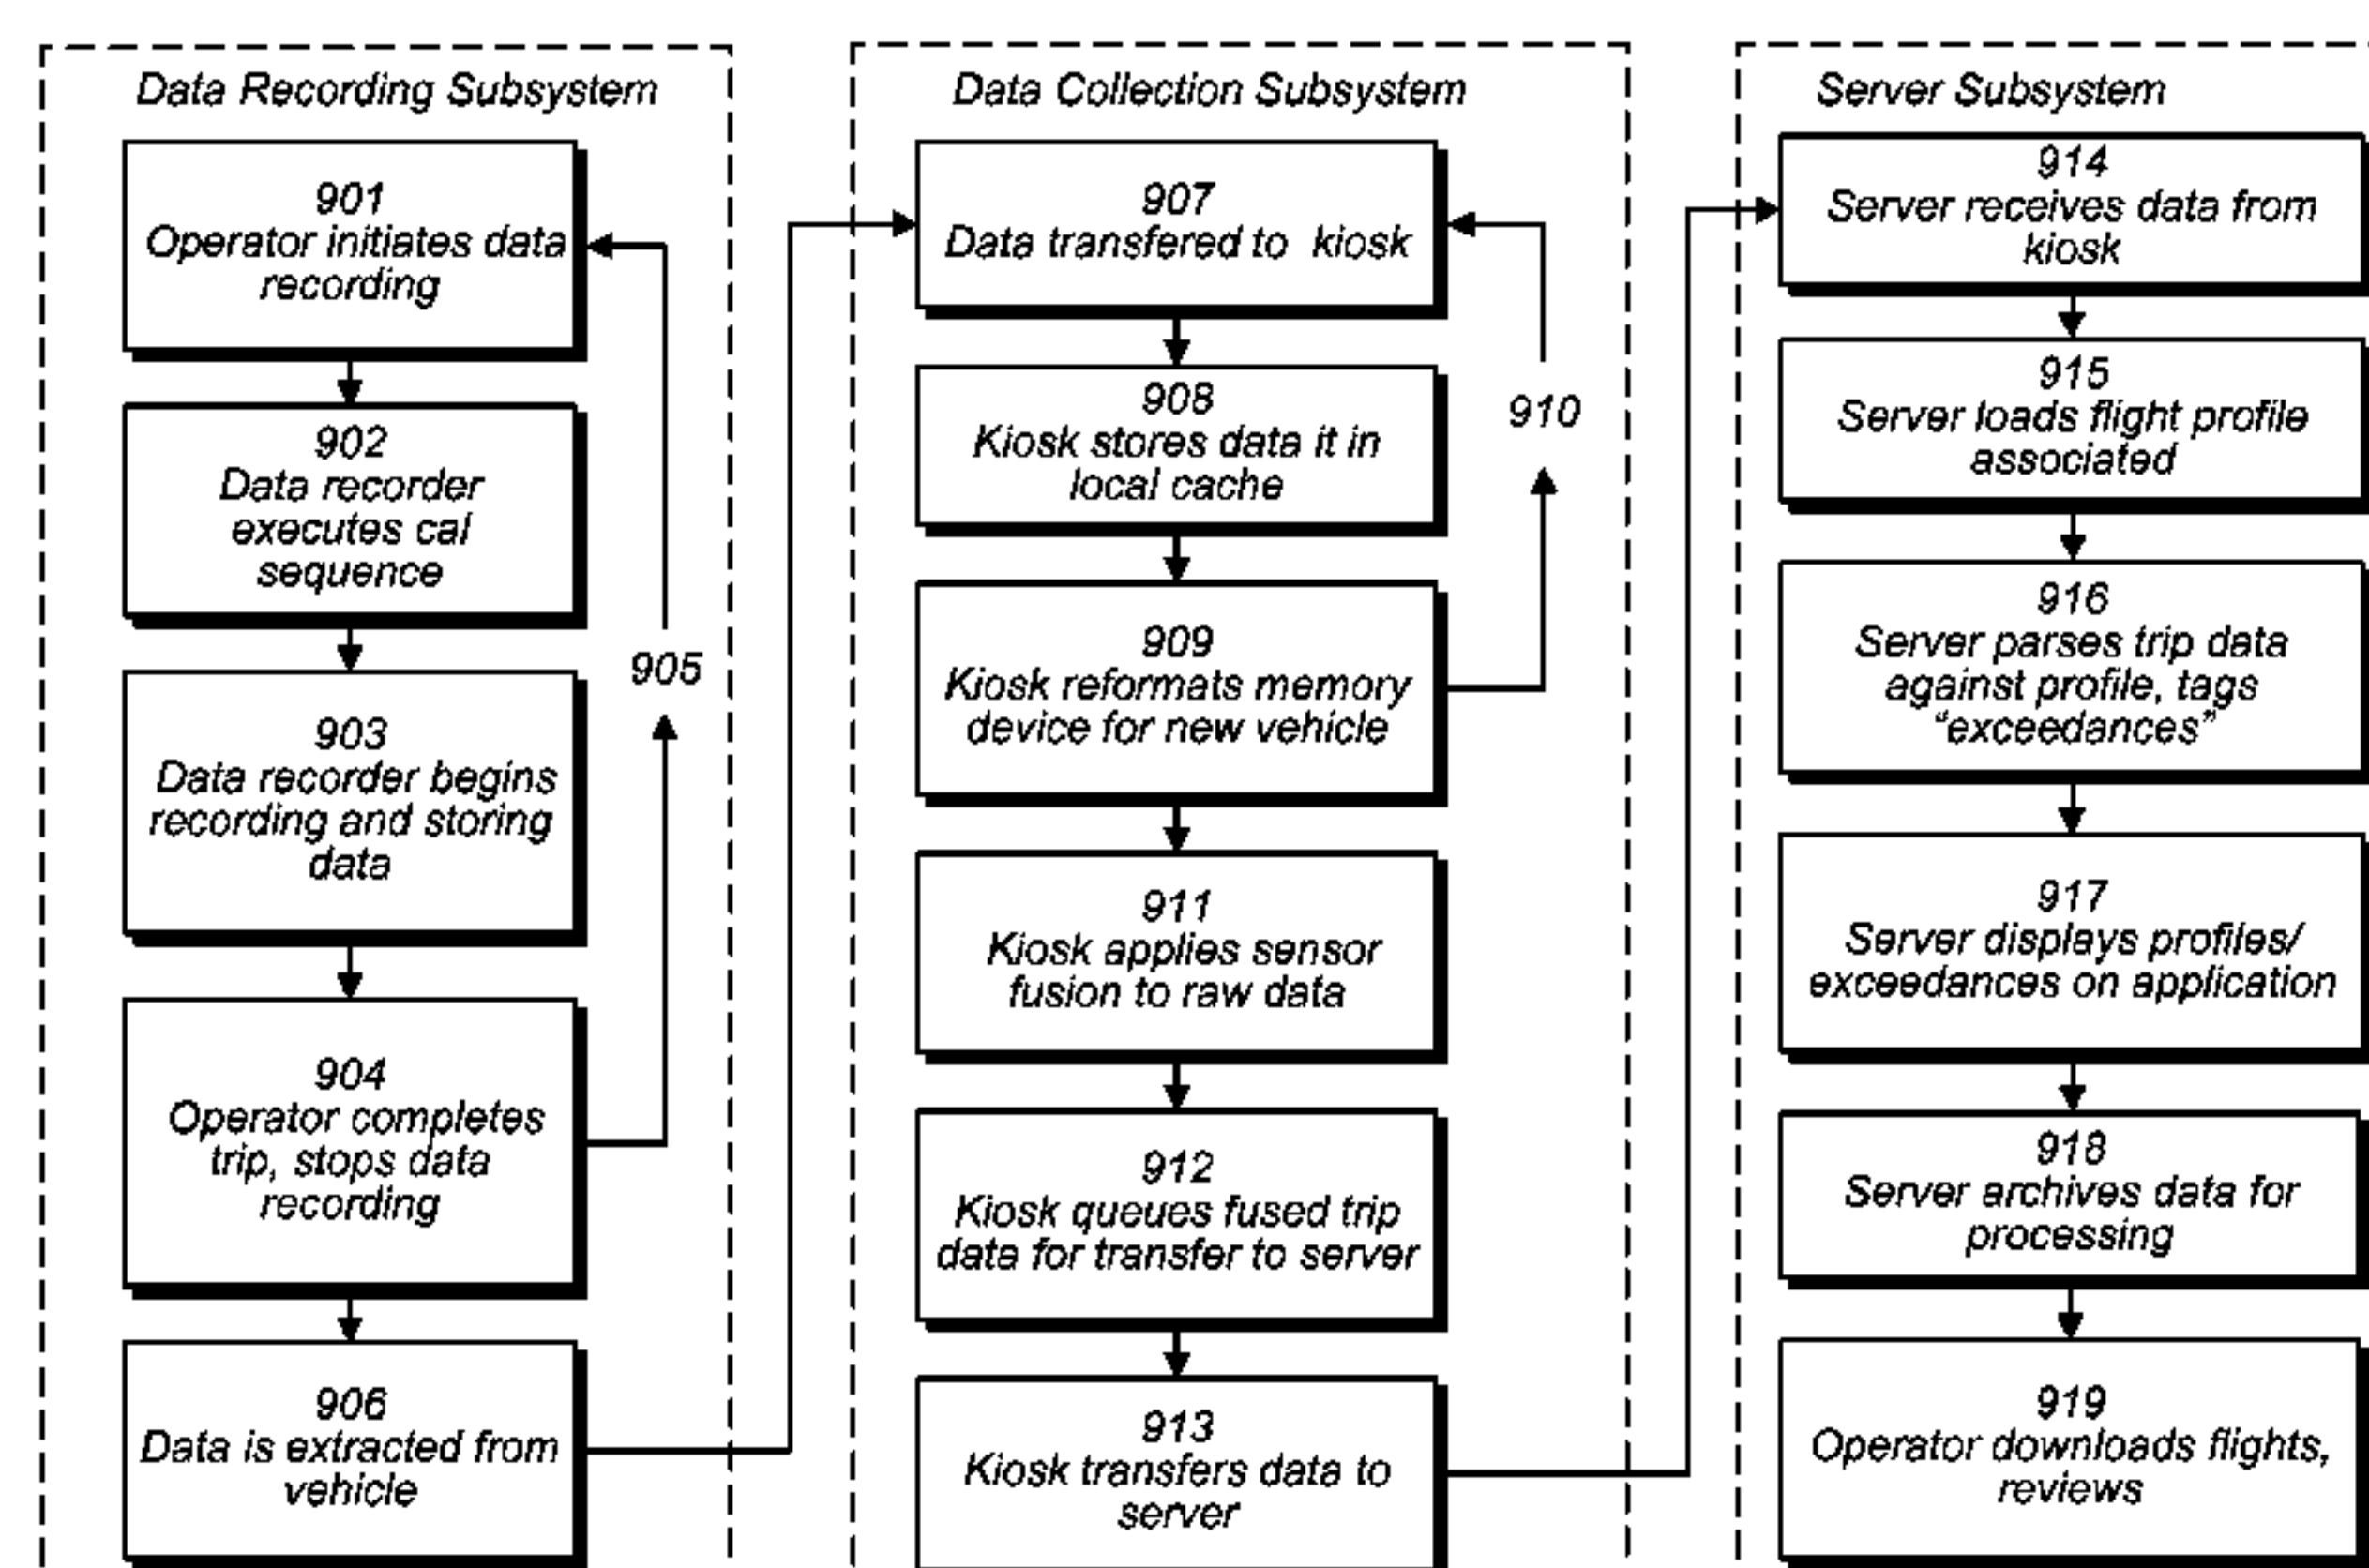 Data Recording Subsystem
901
Operator initiates data
recording
902
Data recorder
executes cal
sequence
903
Data recorder begins
recording and storing
data
904
Operator completes
trip, stops data
recording
905
906
Data is extracted from
vehicle
Data Collection Subsystem
907
Data transfered to kiosk
908
Kiosk stores data it in
local cache
909
Kiosk reformats memory
device for new vehicle
910
911
Kiosk applies sensor
fusion to raw data
912
Kiosk queues fused trip
data for transfer to server
913
Kiosk transfers data to
server
Server Subsystem
914
Server receives data from
kiosk
915
Server loads flight profile
associated
916
Server parses trip data
against profile, tags
“exceedances”
917
Server displays profiles/
exceedances on application
918
Server archives data for
processing
919
Operator downloads flights,
reviews